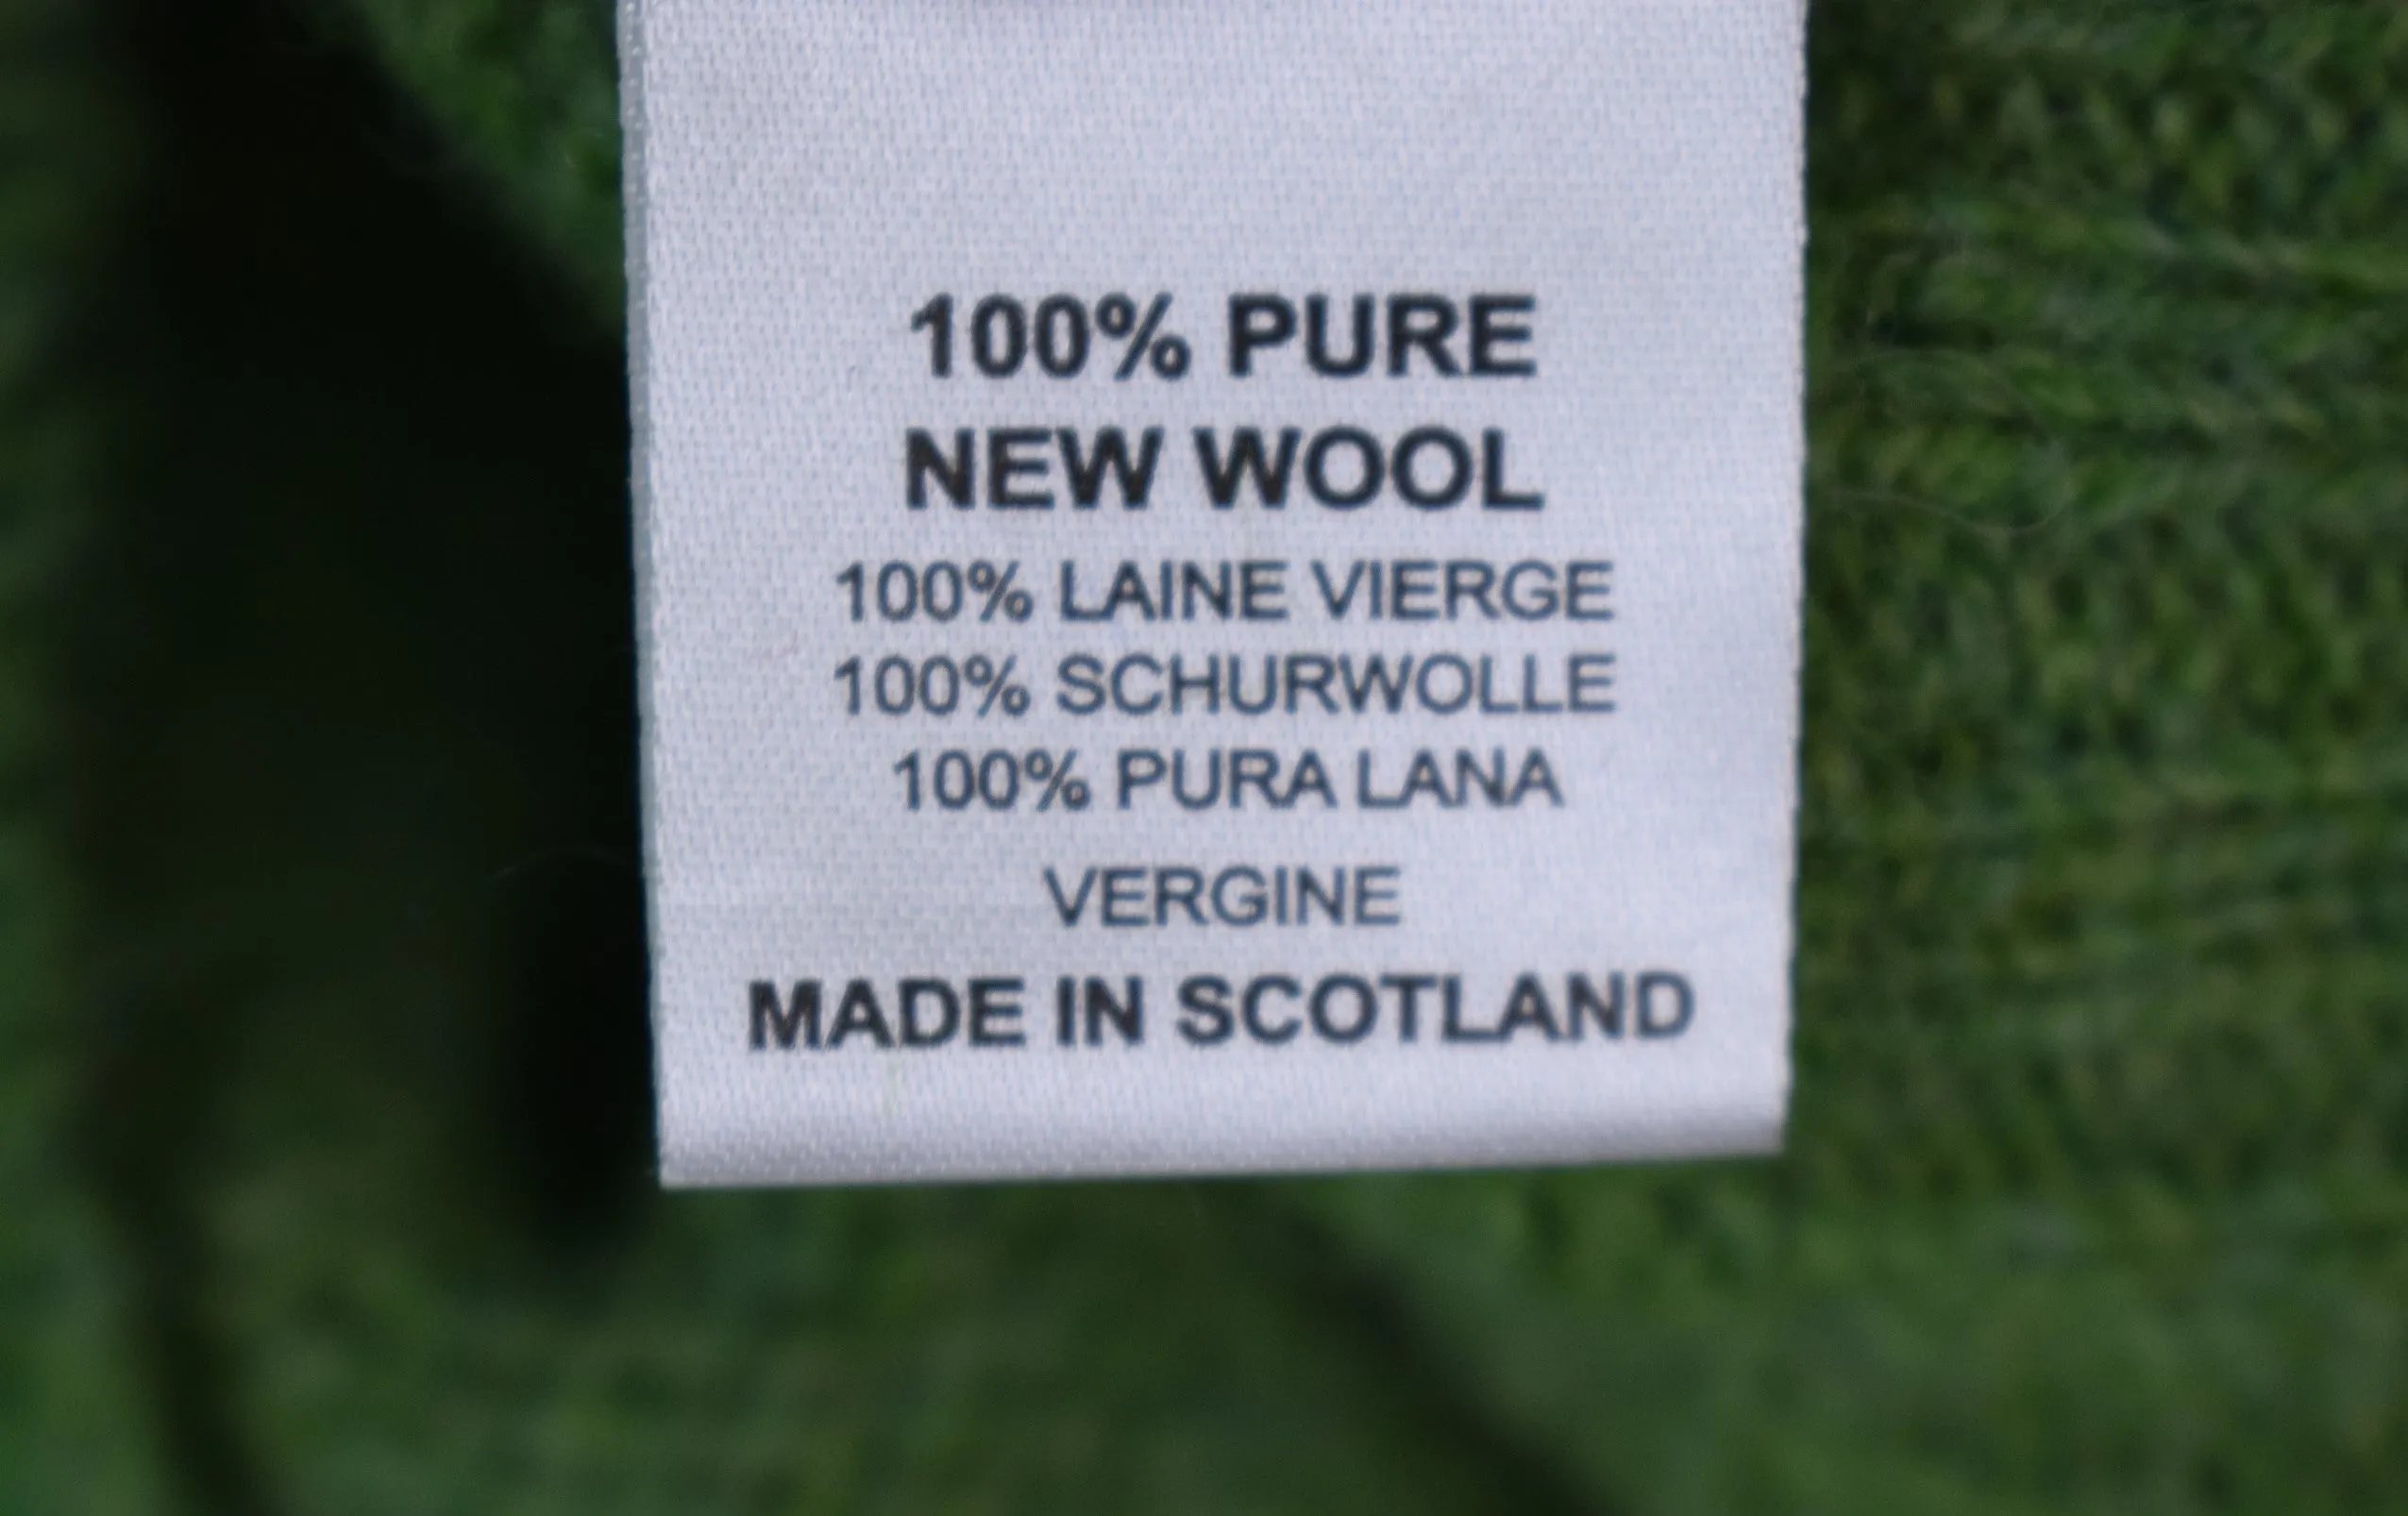 100% PURE
NEW WOOL
100% LAINE VIERGE
100% SCHURWOLLE
100% PURA LANA
VERGINE
MADE IN SCOTLAND